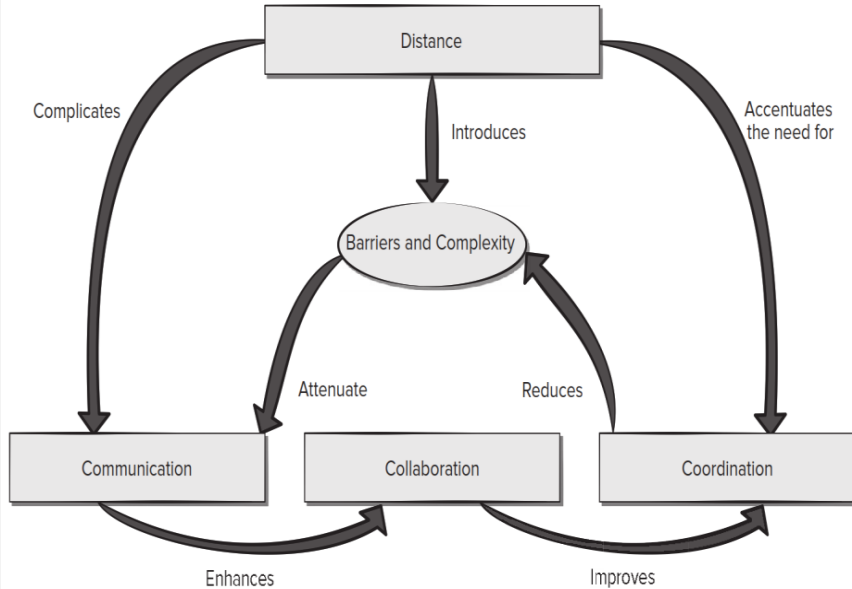 Distance
Complicates
Introduces
Accentuates
the need for
Barriers and Complexity
Attenuate
Reduces
Communication
Collaboration
Coordination
Enhances
Improves